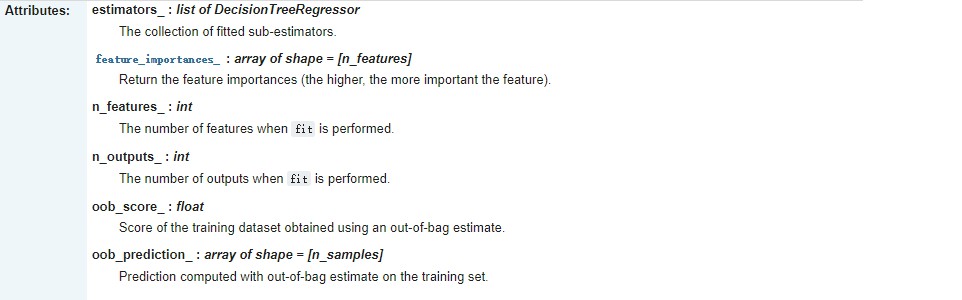 Attributes: estimators_ : list of DecisionTreeRegressor
The collection of fitted sub-estimators.
feature_importances_ : array of shape = [n_features]
Return the feature importances (the higher, the more important the feature).
n_features_ : int
The number of features when fit is performed.
n_outputs_ : int
The number of outputs when fit is performed.
oob_score_ : float
Score of the training dataset obtained using an out-of-bag estimate.
oob_prediction_ : array of shape = [n_samples]
Prediction computed with out-of-bag estimate on the training set.